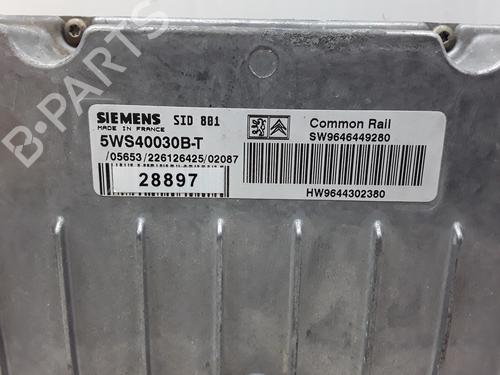 B-PARTS
SIEMENS SID 801
MADE IN FRANCE
5WS40030B-T
/05653/226126425/02087
28897
Common Rail
SW9646449280
HW9644302380